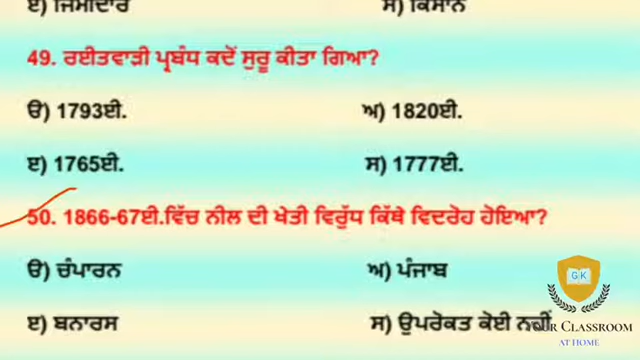 ੲ) ਜਿਮੀਂਦਾਰ ਸ) ਕਿਸਾਨ
49. ਰਈਤਵਾੜੀ ਪ੍ਰਬੰਧ ਕਦੋਂ ਸੁਰੂ ਕੀਤਾ ਗਿਆ?
ੳ) 1793ਈ. ਅ) 1820ਈ.
ੲ) 1765ਈ. ਸ) 1777ਈ.
50. 1866-67ਈ.ਵਿੱਚ ਨੀਲ ਦੀ ਖੇਤੀ ਵਿਰੁੱਧ ਕਿੱਥੇ ਵਿਦਰੋਹ ਹੋਇਆ?
ੳ) ਚੰਪਾਰਨ ਅ) ਪੰਜਾਬ
ੲ) ਬਨਾਰਸ ਸ) ਉਪਰੋਕਤ ਕੋਈ ਨਹੀਂ
G K
YOUR CLASSROOM
AT HOME